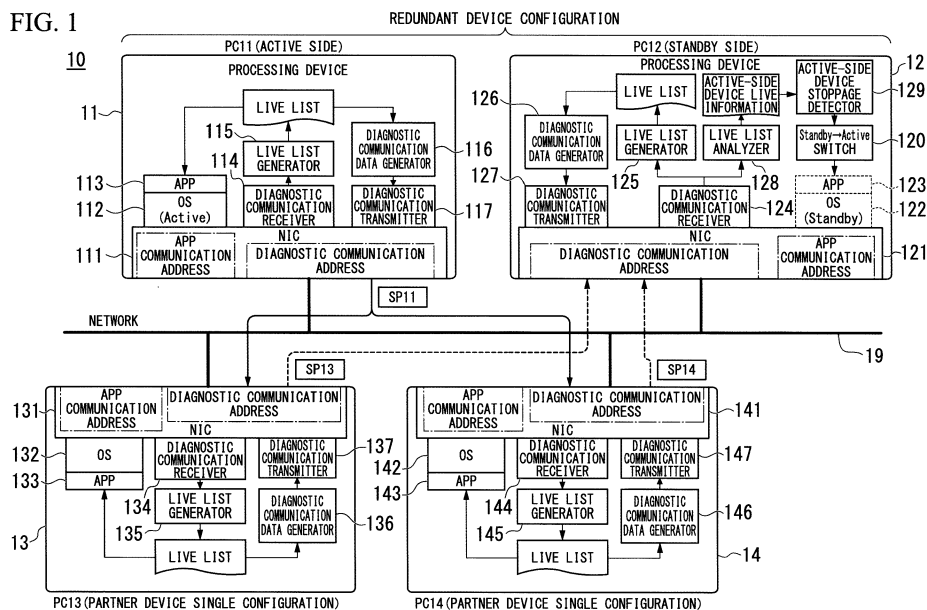 FIG. 1
REDUNDANT DEVICE CONFIGURATION
10
PC11(ACTIVE SIDE)
PROCESSING DEVICE
11
LIVE LIST
115
114
LIVE LIST
GENERATOR
DIAGNOSTIC
COMMUNICATION
DATA GENERATOR
116
113
APP
112
OS
(Active)
DIAGNOSTIC
COMMUNICATION
RECEIVER
DIAGNOSTIC
COMMUNICATION
TRANSMITTER
117
NIC
111
APP
COMMUNICATION
ADDRESS
DIAGNOSTIC COMMUNICATION
ADDRESS
PC12(STANDBY SIDE)
PROCESSING DEVICE
12
126
LIVE LIST
ACTIVE-SIDE
DEVICE LIVE
INFORMATION
ACTIVE-SIDE
DEVICE
STOPPAGE
DETECTOR
129
DIAGNOSTIC
COMMUNICATION
DATA GENERATOR
LIVE LIST
GENERATOR
LIVE LIST
ANALYZER
Standby→Active
SWITCH
120
127
125
128
DIAGNOSTIC
COMMUNICATION
TRANSMITTER
DIAGNOSTIC
COMMUNICATION
RECEIVER
124
APP
123
OS
(Standby)
122
NIC
DIAGNOSTIC COMMUNICATION
ADDRESS
APP
COMMUNICATION
ADDRESS
121
SP11
NETWORK
19
SP13
SP14
131
APP
COMMUNICATION
ADDRESS
DIAGNOSTIC COMMUNICATION
ADDRESS
NIC
132
OS
133
APP
DIAGNOSTIC
COMMUNICATION
RECEIVER
DIAGNOSTIC
COMMUNICATION
TRANSMITTER
137
134
LIVE LIST
GENERATOR
135
DIAGNOSTIC
COMMUNICATION
DATA GENERATOR
136
13
LIVE LIST
PC13(PARTNER DEVICE SINGLE CONFIGURATION)
APP
COMMUNICATION
ADDRESS
DIAGNOSTIC COMMUNICATION
ADDRESS
141
NIC
142
OS
143
APP
DIAGNOSTIC
COMMUNICATION
RECEIVER
DIAGNOSTIC
COMMUNICATION
TRANSMITTER
147
144
LIVE LIST
GENERATOR
145
DIAGNOSTIC
COMMUNICATION
DATA GENERATOR
146
14
LIVE LIST
PC14(PARTNER DEVICE SINGLE CONFIGURATION)